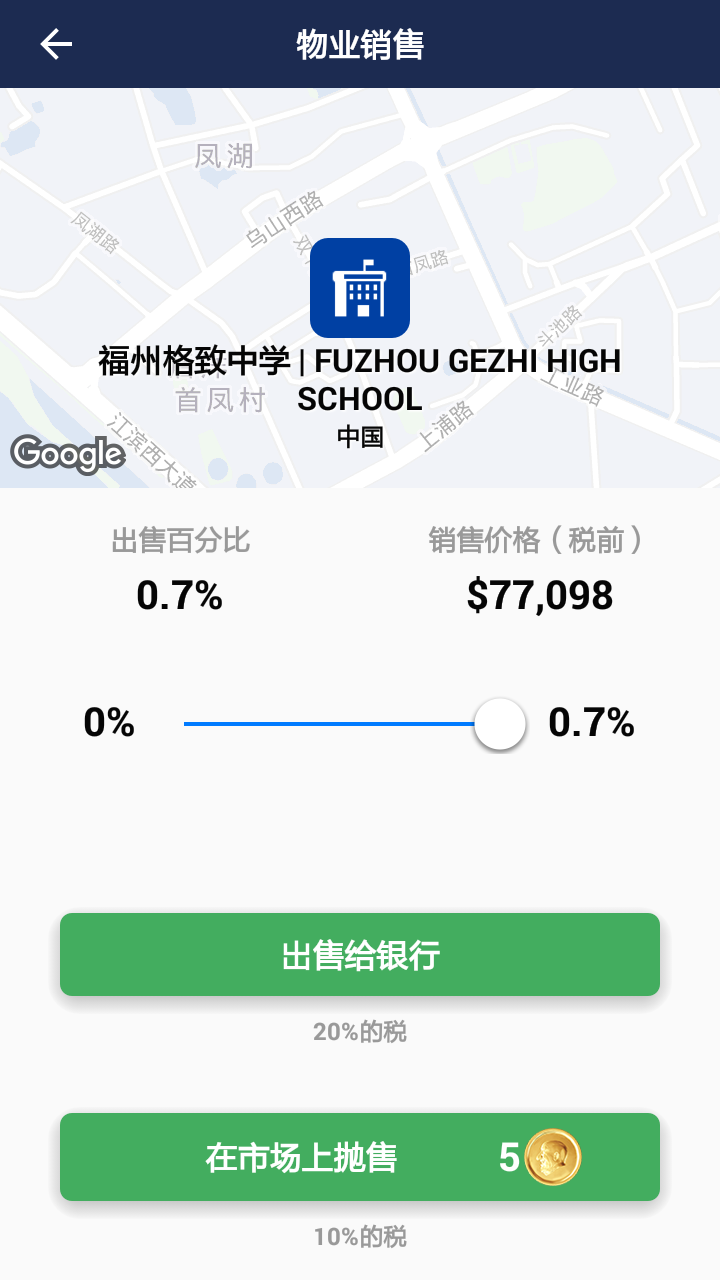 物业销售
凤湖
乌山西路
凤湖路
凤路
斗池路
福州格致中学 | FUZHOU GEZHI HIGH
SCHOOL
首凤村
工业路
中国
上浦路
江滨西大道
Google
出售百分比
销售价格（税前）
0.7%
$77,098
0%
0.7%
出售给银行
20%的税
在市场上抛售
5
10%的税